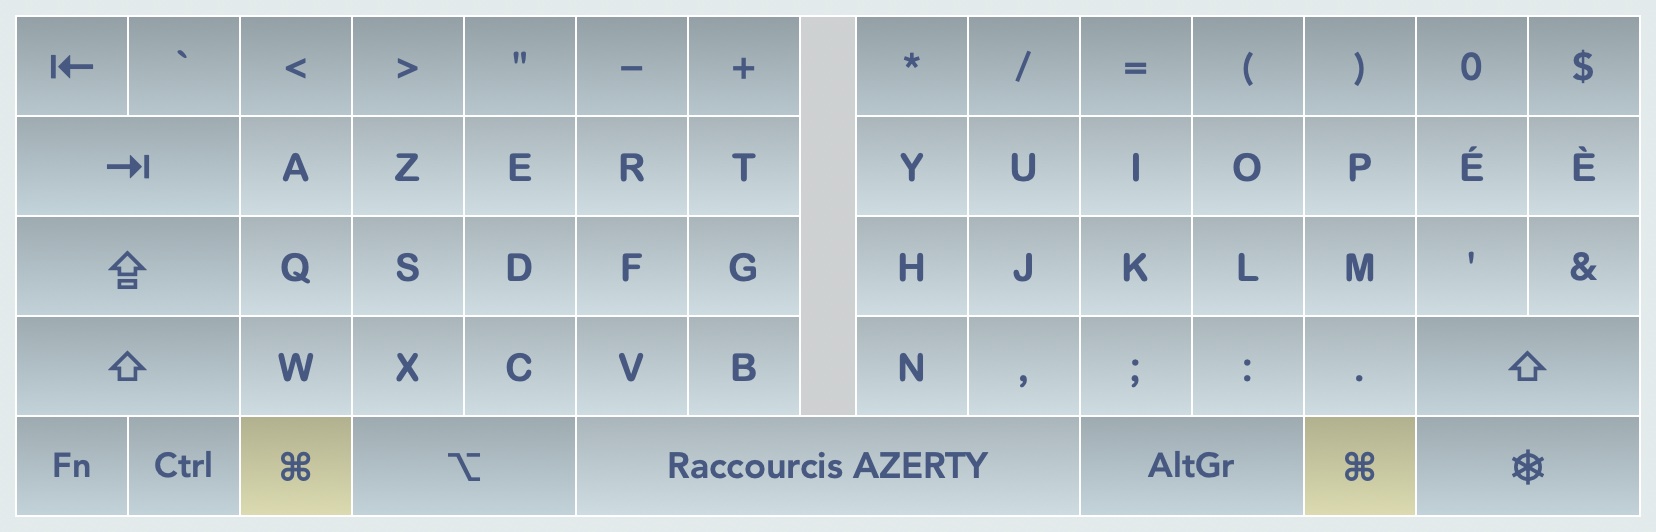 ⇤ ` < > " − + * / = ( ) 0 $
⇥ A Z E R T Y U I O P É È
⇪ Q S D F G H J K L M ' &
⇧ W X C V B N , ; : . ⇧
Fn Ctrl ⌘ ⌥ Raccourcis AZERTY AltGr ⌘ ⎈